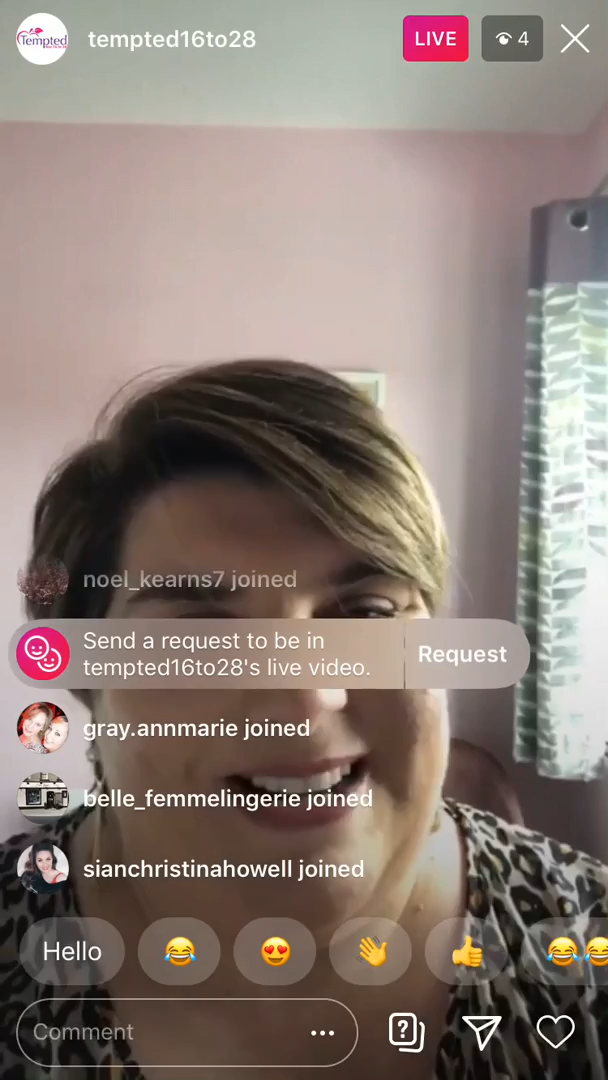 Tempted
tempted16to28
LIVE
4
noel_kearns7 joined
Send a request to be in
tempted16to28's live video.
Request
gray.annmarie joined
belle_femmelingerie joined
sianchristinahowell joined
Hello
Comment